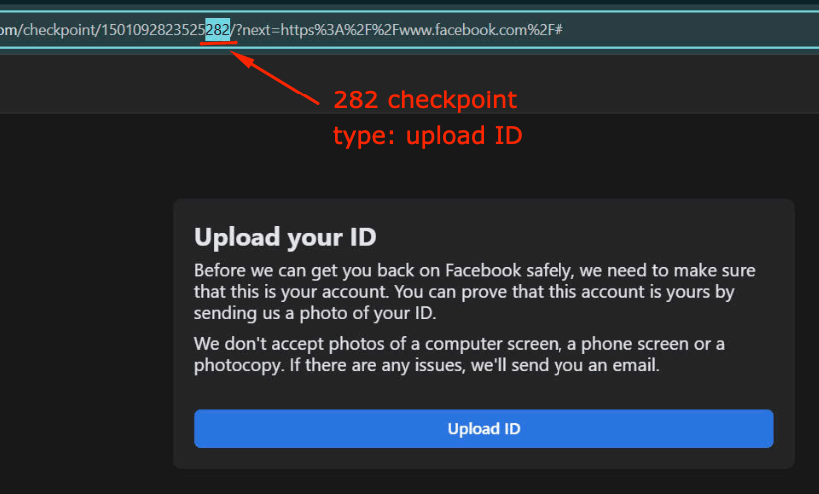 om/checkpoint/1501092823525282/?next=https%3A%2F%2Fwww.facebook.com%2F#
282 checkpoint
type: upload ID
Upload your ID
Before we can get you back on Facebook safely, we need to make sure
that this is your account. You can prove that this account is yours by
sending us a photo of your ID.
We don't accept photos of a computer screen, a phone screen or a
photocopy. If there are any issues, we'll send you an email.
Upload ID